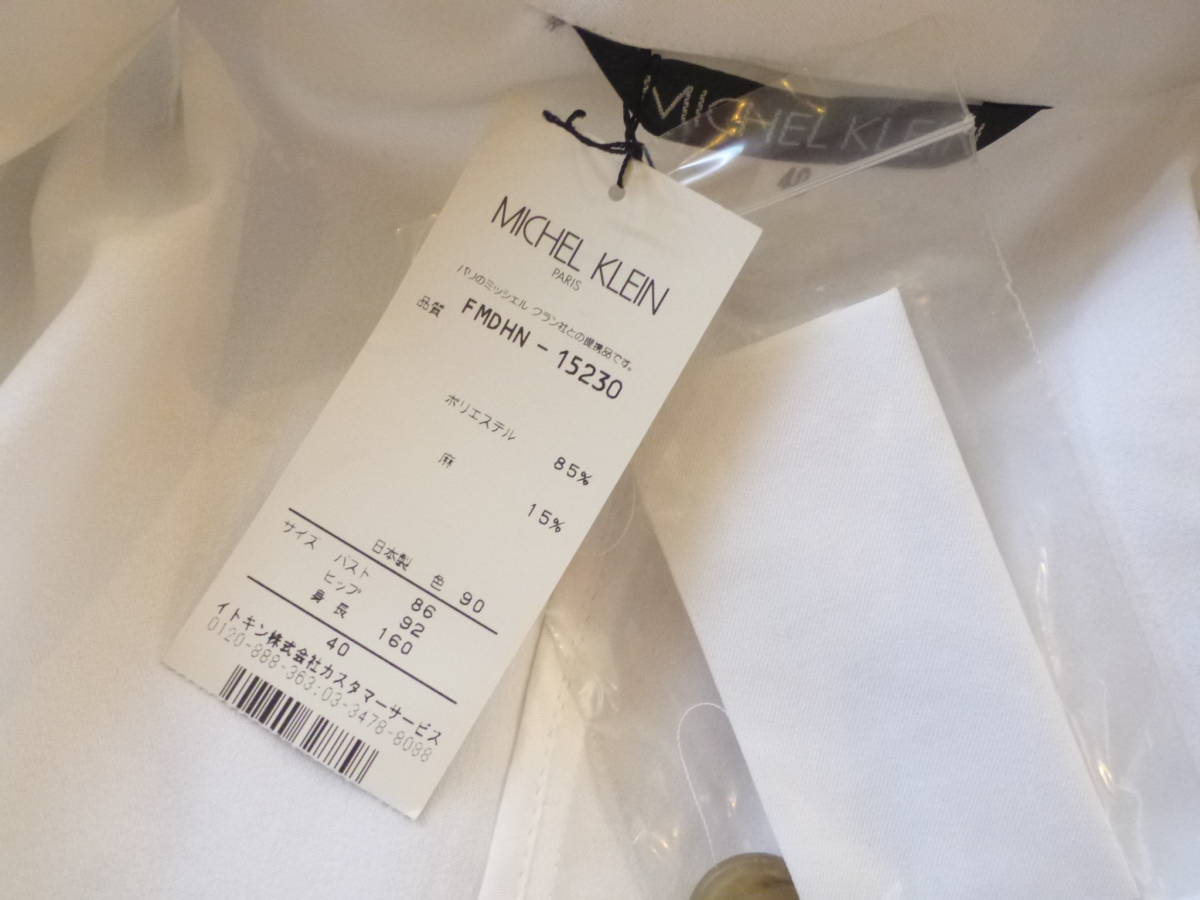 MICHEL KLEIN
40
MICHEL KLEIN
PARIS
パリのミッシェル クラン社との提携品です。
品質 FMDHN-15230
ポリエステル 85%
麻 15%
日本製 色 90
サイズ バスト 86
ヒップ 92
身長 160
40
イトキン株式会社カスタマーサービス
0120-888-363:03-3478-8088